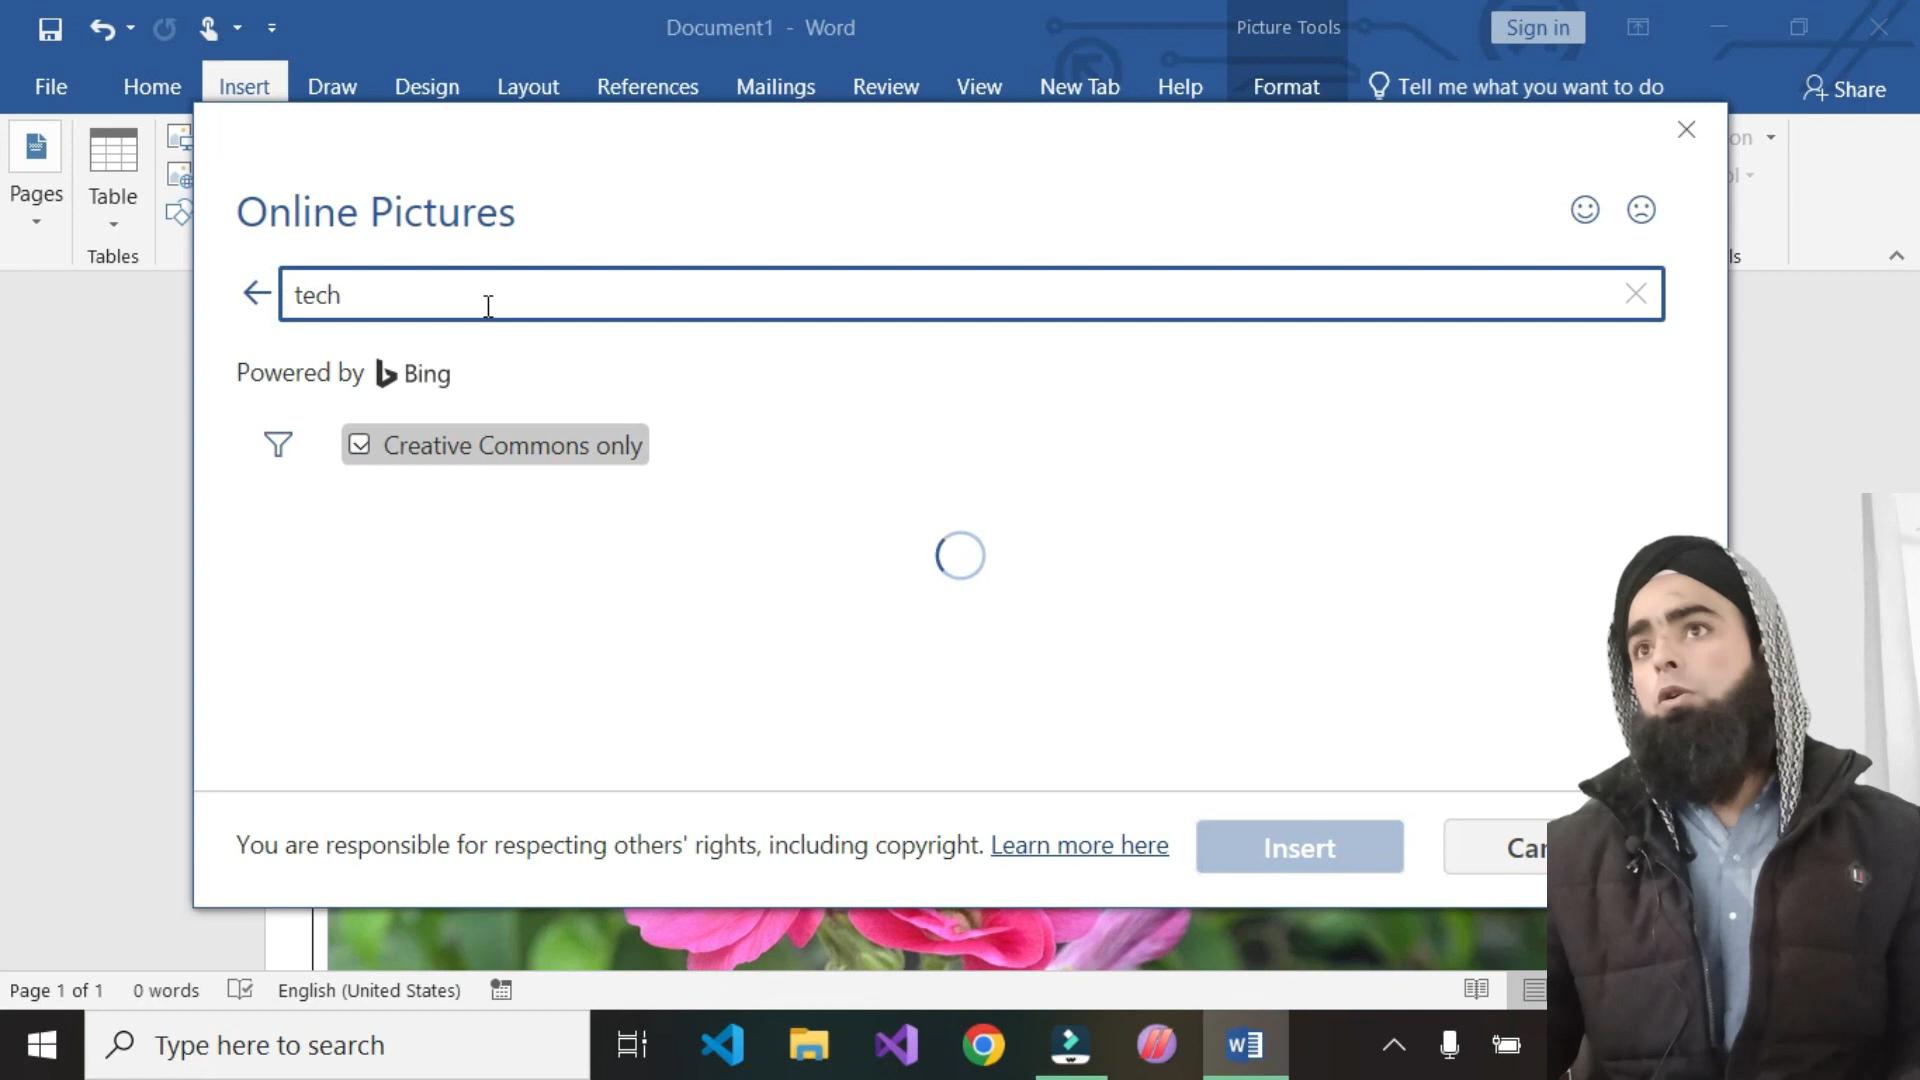 Document1 - Word
Picture Tools
Sign in
File Home Insert Draw Design Layout References Mailings Review View New Tab Help Format Tell me what you want to do Share
Pages
Table
Tables
Online Pictures
tech
Powered by Bing
Creative Commons only
You are responsible for respecting others' rights, including copyright. Learn more here
Insert
Page 1 of 1 0 words English (United States)
Type here to search